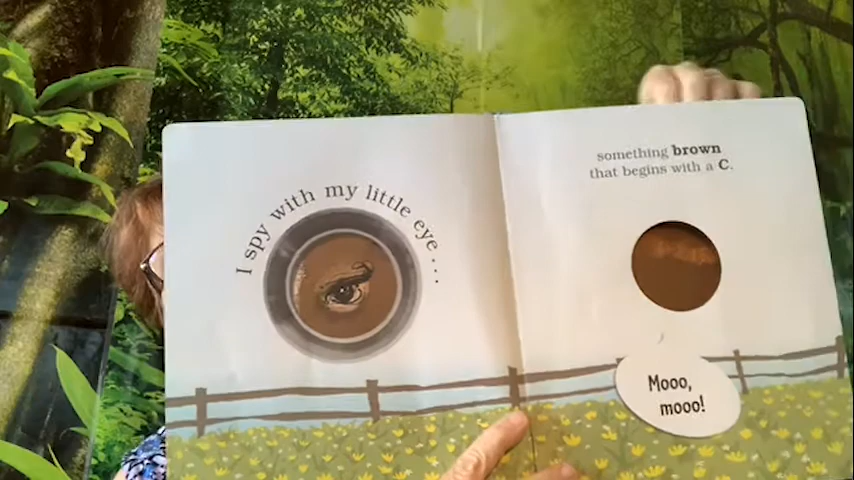 I spy with my little eye...
something brown
that begins with a C.
Mooo,
mooo!